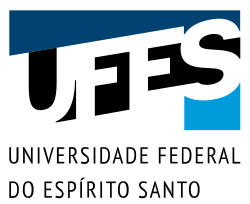 UFES
UNIVERSIDADE FEDERAL
DO ESPÍRITO SANTO